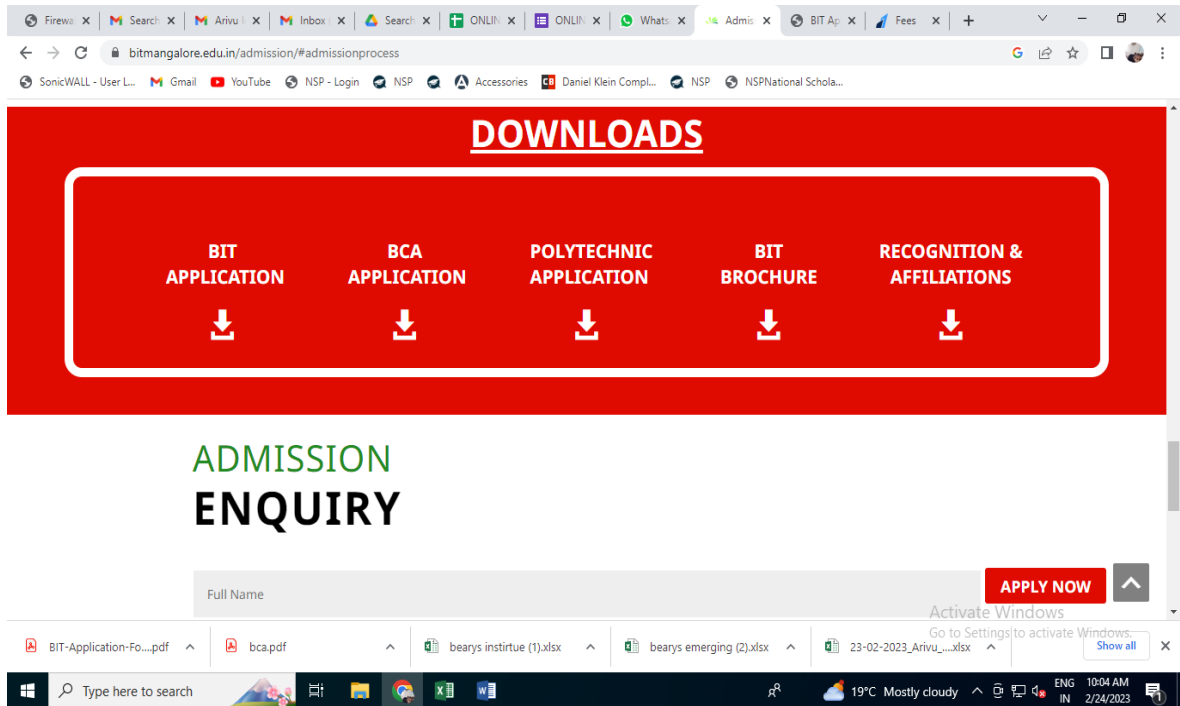 Firewa
Search
Arivu l
Inbox
Search
ONLIN
ONLIN
Whats
Admis
BIT Ap
Fees
bitmangalore.edu.in/admission/#admissionprocess
SonicWALL - User L...
Gmail
YouTube
NSP - Login
NSP
Accessories
Daniel Klein Compl...
NSP
NSPNational Schola...
DOWNLOADS
BIT
APPLICATION
BCA
APPLICATION
POLYTECHNIC
APPLICATION
BIT
BROCHURE
RECOGNITION &
AFFILIATIONS
ADMISSION
ENQUIRY
Full Name
APPLY NOW
Activate Windows
Go to Settings to activate Windows.
BIT-Application-Fo....pdf
bca.pdf
bearys instirtue (1).xlsx
bearys emerging (2).xlsx
23-02-2023_Arivu_....xlsx
Show all
Type here to search
19°C Mostly cloudy
ENG
IN
10:04 AM
2/24/2023